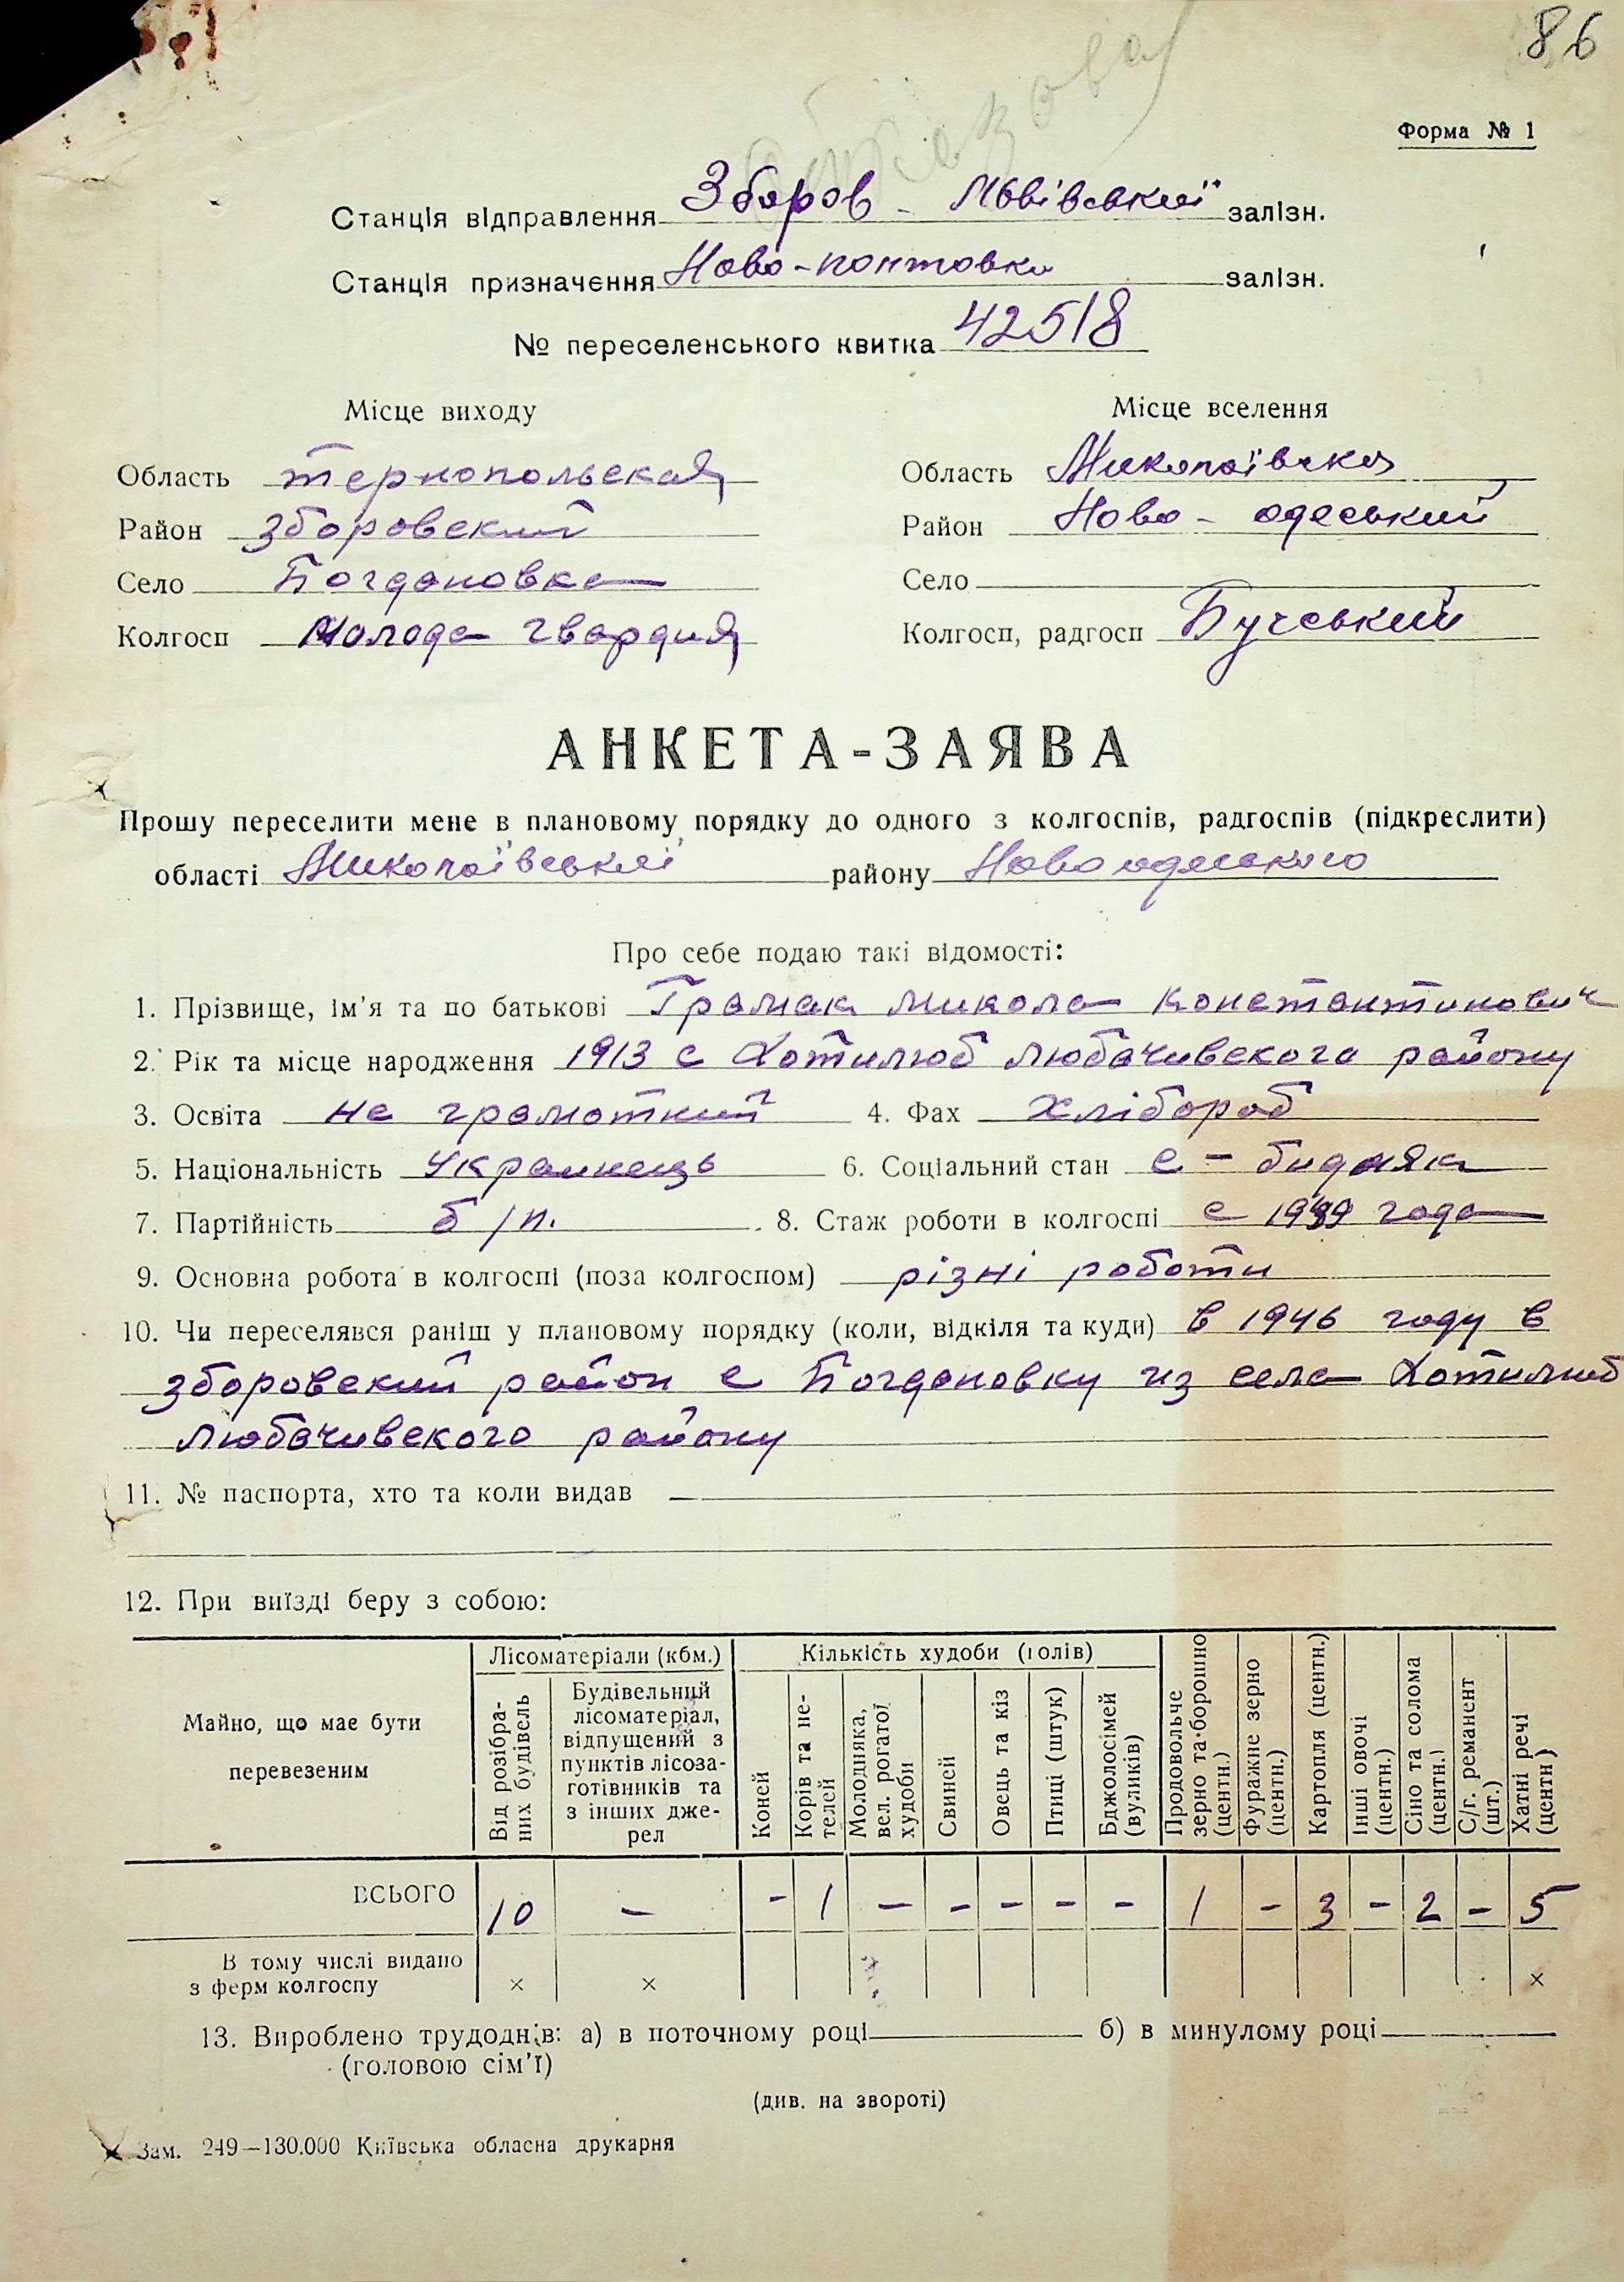 86
Форма № 1
Станція відправлення Зборов - Львівської залізн.
Станція призначення Ново-полтовка залізн.
№ переселенського квитка 42518
Місце виходу
Місце вселення
Область тернопольская
Область Миколаївська
Район Зборовский
Район Ново - одеський
Село Богдановка
Село
Колгосп Молода гвардия
Колгосп, радгосп Бугський
АНКЕТА-ЗАЯВА
Прошу переселити мене в плановому порядку до одного з колгоспів, радгоспів (підкреслити)
області Миколаївської району Новоодеського
Про себе подаю такі відомості:
1. Прізвище, ім'я та по батькові Грамак Микола Константинович
2. Рік та місце народження 1913 с Хотилюб Любачивского району
3. Освіта не грамотний 4. Фах Хлібороб
5. Національність Украинець 6. Соціальний стан с - бидняк
7. Партійність б/п. 8. Стаж роботи в колгоспі с 1949 года
9. Основна робота в колгоспі (поза колгоспом) різні роботи
10. Чи переселявся раніш у плановому порядку (коли, відкіля та куди) в 1946 году в
зборовский район с Богдановку из села Хотилюб
Любачивского району
11. № паспорта, хто та коли видав
12. При виїзді беру з собою:
Майно, що має бути перевезеним
Лісоматеріали (кбм.)
Кількість худоби (голів)
Від розібраних будівель
Будівельний лісоматеріал, відпущений з пунктів лісозаготівників та з інших джерел
Коней
Корів та нетелей
Молодняка, вел. рогатої худоби
Свиней
Овець та кіз
Птиці (штук)
Бджолосімей (вуликів)
Продовольче зерно та борошно (центн.)
Фуражне зерно (центн.)
Картопля (центн.)
Інші овочі (центн.)
Сіно та солома (центн.)
С/г. реманент (шт.)
Хатні речі (центн)
ВСЬОГО 10 - - 1 - - - - - 1 - 3 - 2 - 5
В тому числі видано
з ферм колгоспу × × ×
13. Вироблено трудоднів: а) в поточному році б) в минулому році
(головою сім'ї)
(див. на звороті)
Зам. 249—130.000 Київська обласна друкарня